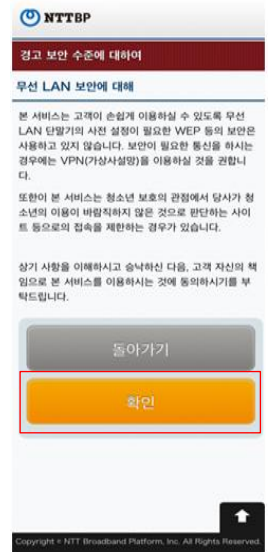 NTTBP
경고 보안 수준에 대하여
무선 LAN 보안에 대해
본 서비스는 고객이 손쉽게 이용하실 수 있도록 무선
LAN 단말기의 사전 설정이 필요한 WEP 등의 보안은
사용하고 있지 않습니다. 보안이 필요한 통신을 하시는
경우에는 VPN(가상사설망)을 이용하실 것을 권합니
다.
또한이 본 서비스는 청소년 보호의 관점에서 당사가 청
소년의 이용이 바람직하지 않은 것으로 판단하는 사이
트 등으로의 접속을 제한하는 경우가 있습니다.
상기 사항을 이해하시고 승낙하신 다음, 고객 자신의 책
임으로 본 서비스를 이용하시는 것에 동의하시기를 부
탁드립니다.
돌아가기
확인
Copyright © NTT Broadband Platform, Inc. All Rights Reserved.